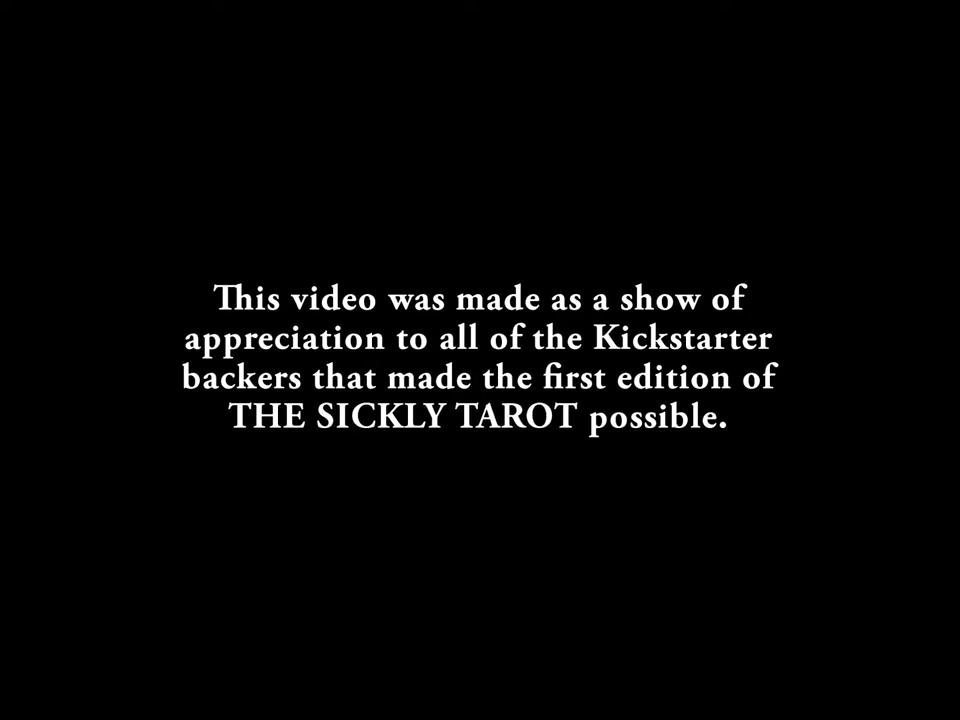 This video was made as a show of
appreciation to all of the Kickstarter
backers that made the first edition of
THE SICKLY TAROT possible.